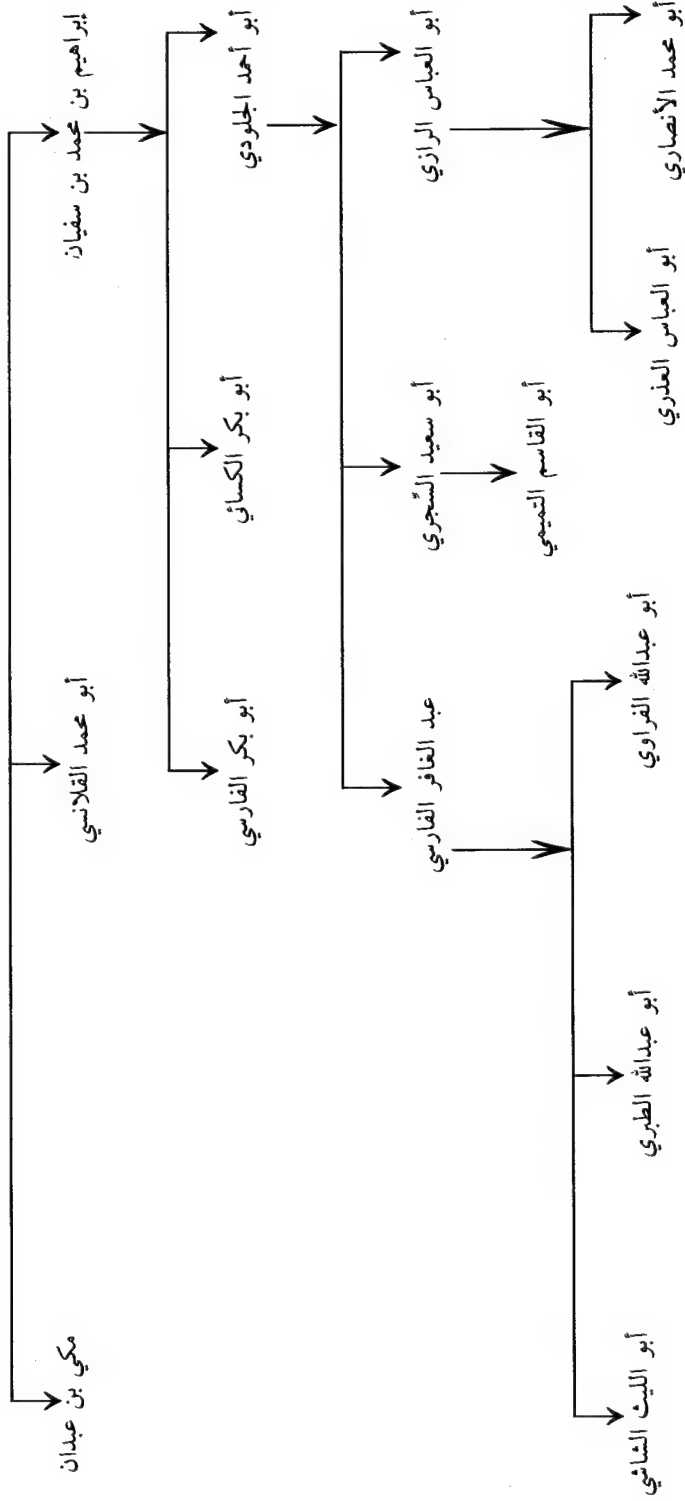 إبراهيم بن محمد بن سفيان
أبو محمد القلانسي
مكي بن عبدان
أبو أحمد الجلودي
أبو بكر الكسائي
أبو بكر الفارسي
أبو العباس الرازي
أبو سعيد السِّجزي
عبد الغافر الفارسي
أبو القاسم التميمي
أبو محمد الأنصاري
أبو العباس العذري
أبو عبدالله الفراوي
أبو عبدالله الطبري
أبو الليث الشاشي